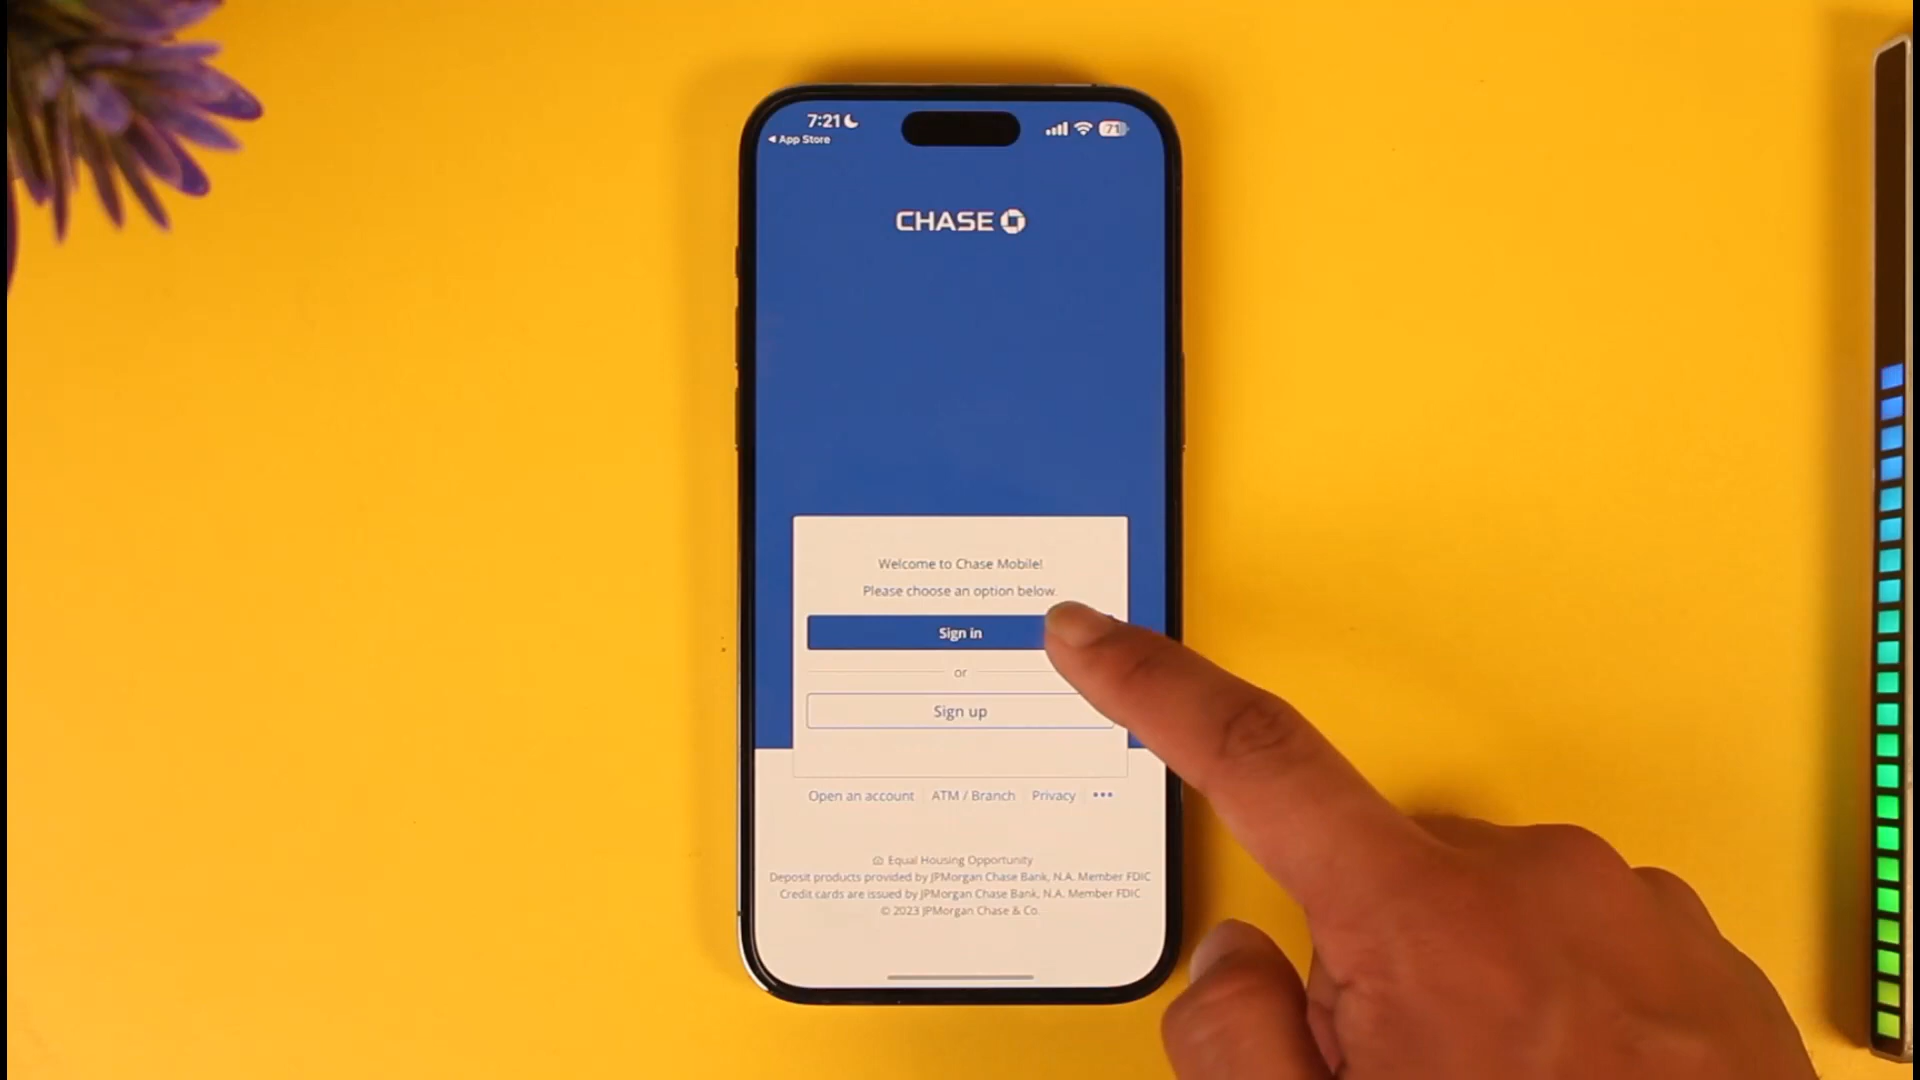 7:21
71
◄ App Store
CHASE
Welcome to Chase Mobile!
Please choose an option below.
Sign in
or
Sign up
Open an account
ATM / Branch
Privacy
•••
Equal Housing Opportunity
Deposit products provided by JPMorgan Chase Bank, N.A. Member FDIC
Credit cards are issued by JPMorgan Chase Bank, N.A. Member FDIC
© 2023 JPMorgan Chase & Co.